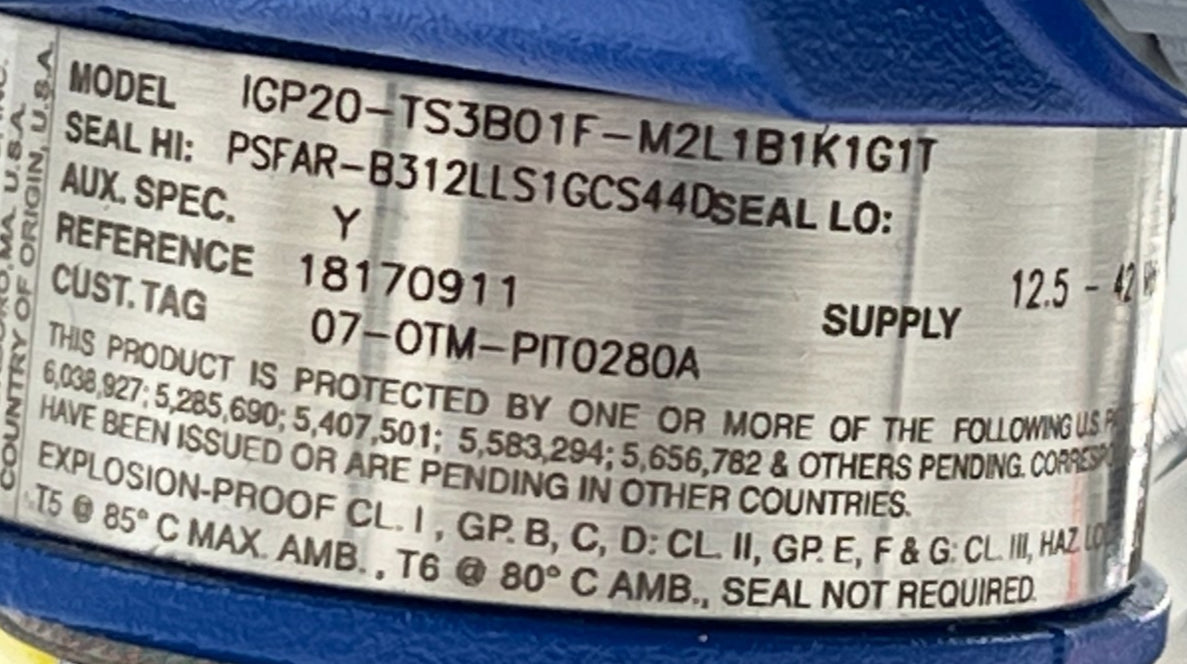 MODEL IGP20-TS3B01F-M2L1B1K1G1T
SEAL HI: PSFAR-B312LLS1GCS44D SEAL LO:
AUX. SPEC. Y
REFERENCE 18170911
SUPPLY 12.5 - 42
CUST. TAG 07-OTM-PIT0280A
THIS PRODUCT IS PROTECTED BY ONE OR MORE OF THE FOLLOWING U.S.
6,038,927; 5,285,690; 5,407,501; 5,583,294; 5,656,782 & OTHERS PENDING.
HAVE BEEN ISSUED OR ARE PENDING IN OTHER COUNTRIES.
EXPLOSION-PROOF CL. I, GP. B, C, D: CL. II, GP. E, F & G: CL. III, HAZ.
T5 @ 85° C MAX. AMB., T6 @ 80° C AMB., SEAL NOT REQUIRED.
MA. U.S.A.
COUNTRY OF ORIGIN, U.S.A